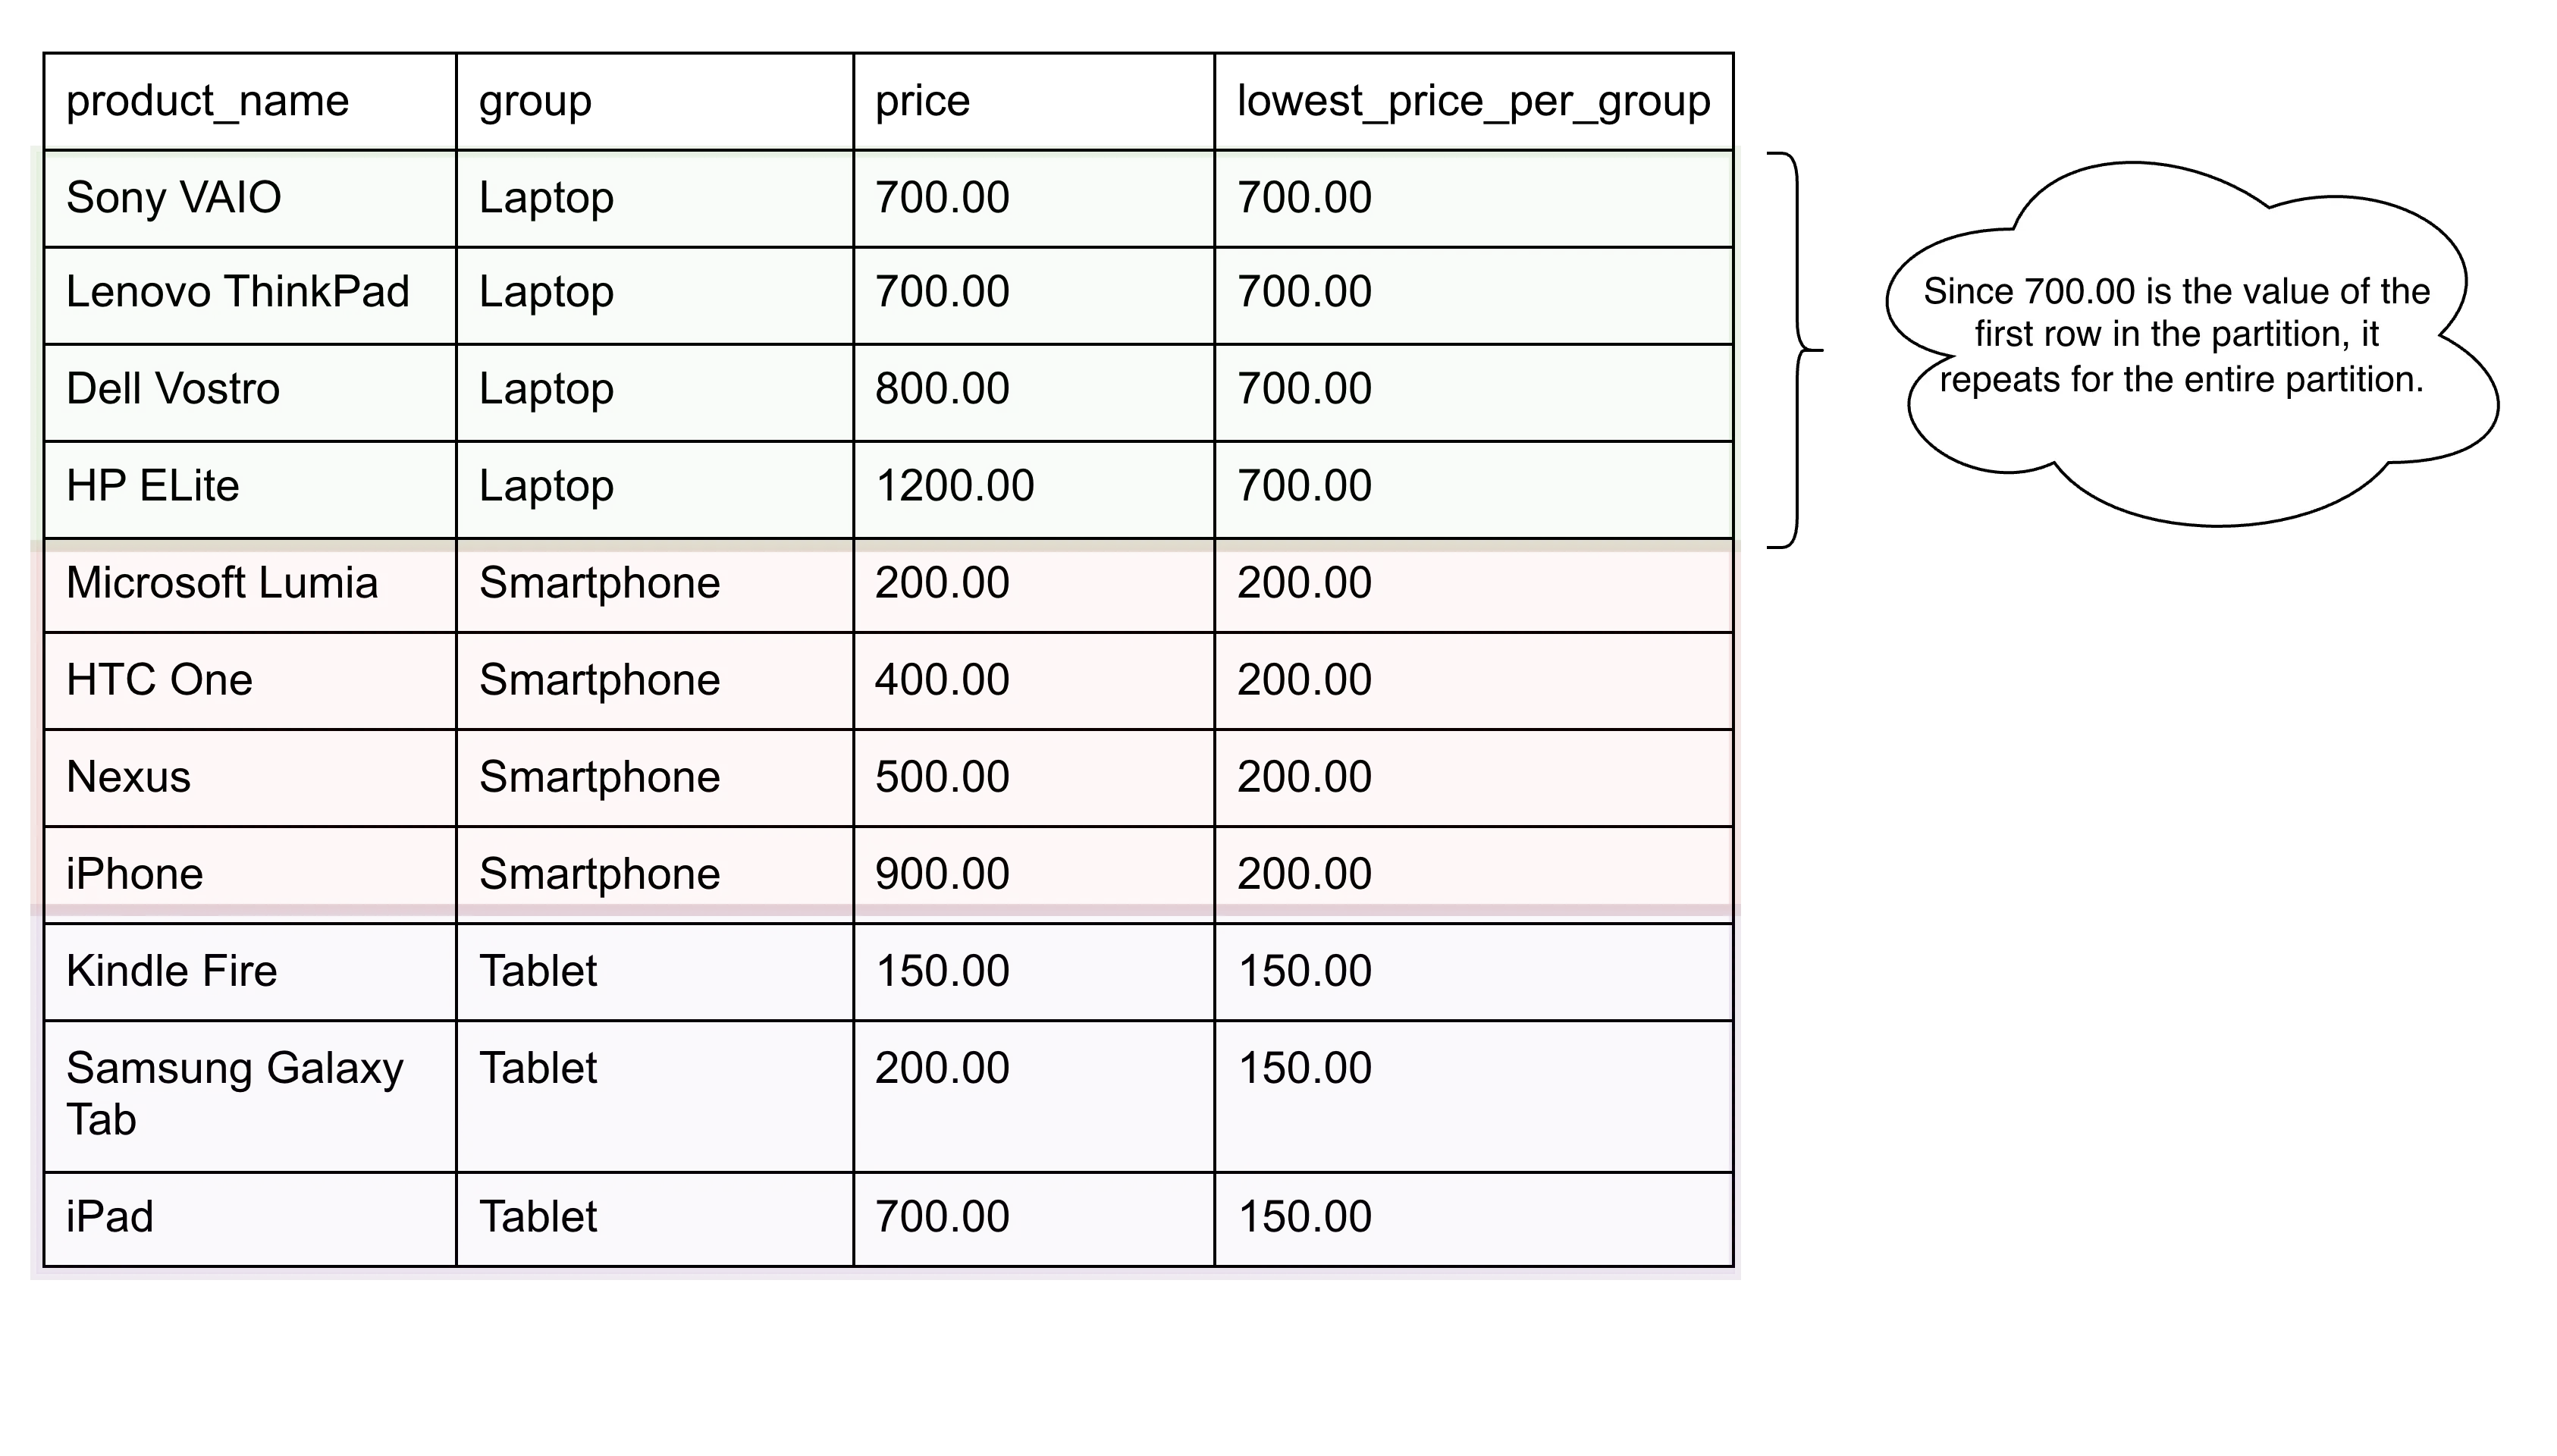 product_name group price lowest_price_per_group
Sony VAIO Laptop 700.00 700.00
Lenovo ThinkPad Laptop 700.00 700.00
Dell Vostro Laptop 800.00 700.00
HP ELite Laptop 1200.00 700.00
Microsoft Lumia Smartphone 200.00 200.00
HTC One Smartphone 400.00 200.00
Nexus Smartphone 500.00 200.00
iPhone Smartphone 900.00 200.00
Kindle Fire Tablet 150.00 150.00
Samsung Galaxy Tablet 200.00 150.00
Tab
iPad Tablet 700.00 150.00
Since 700.00 is the value of the
first row in the partition, it
repeats for the entire partition.